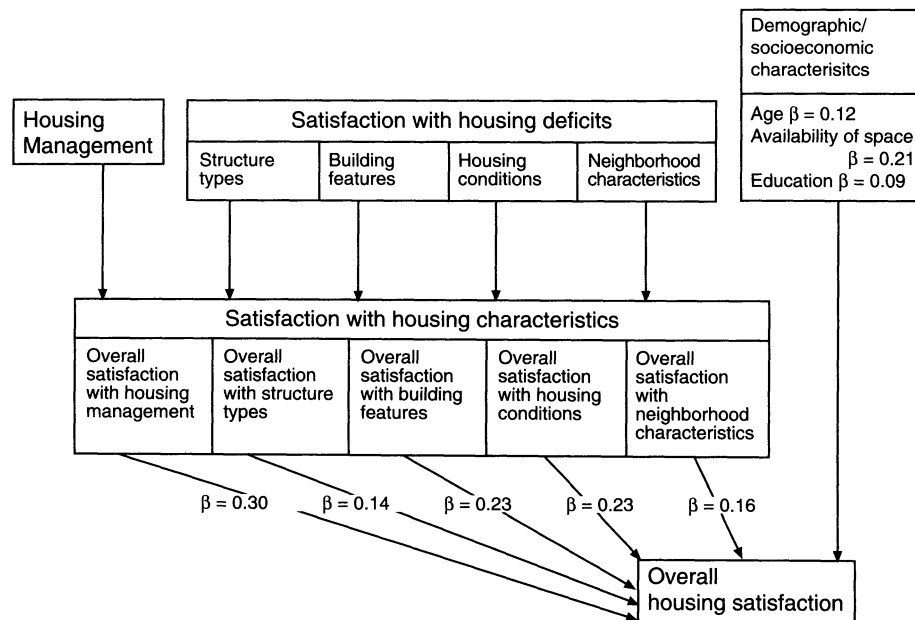 Demographic/
socioeconomic
characterisitcs
Age β = 0.12
Availability of space
β = 0.21
Education β = 0.09
Housing
Management
Satisfaction with housing deficits
Structure
types
Building
features
Housing
conditions
Neighborhood
characteristics
Satisfaction with housing characteristics
Overall
satisfaction
with housing
management
Overall
satisfaction
with structure
types
Overall
satisfaction
with building
features
Overall
satisfaction
with housing
conditions
Overall
satisfaction
with
neighborhood
characteristics
β = 0.30
β = 0.14
β = 0.23
β = 0.23
β = 0.16
Overall
housing satisfaction